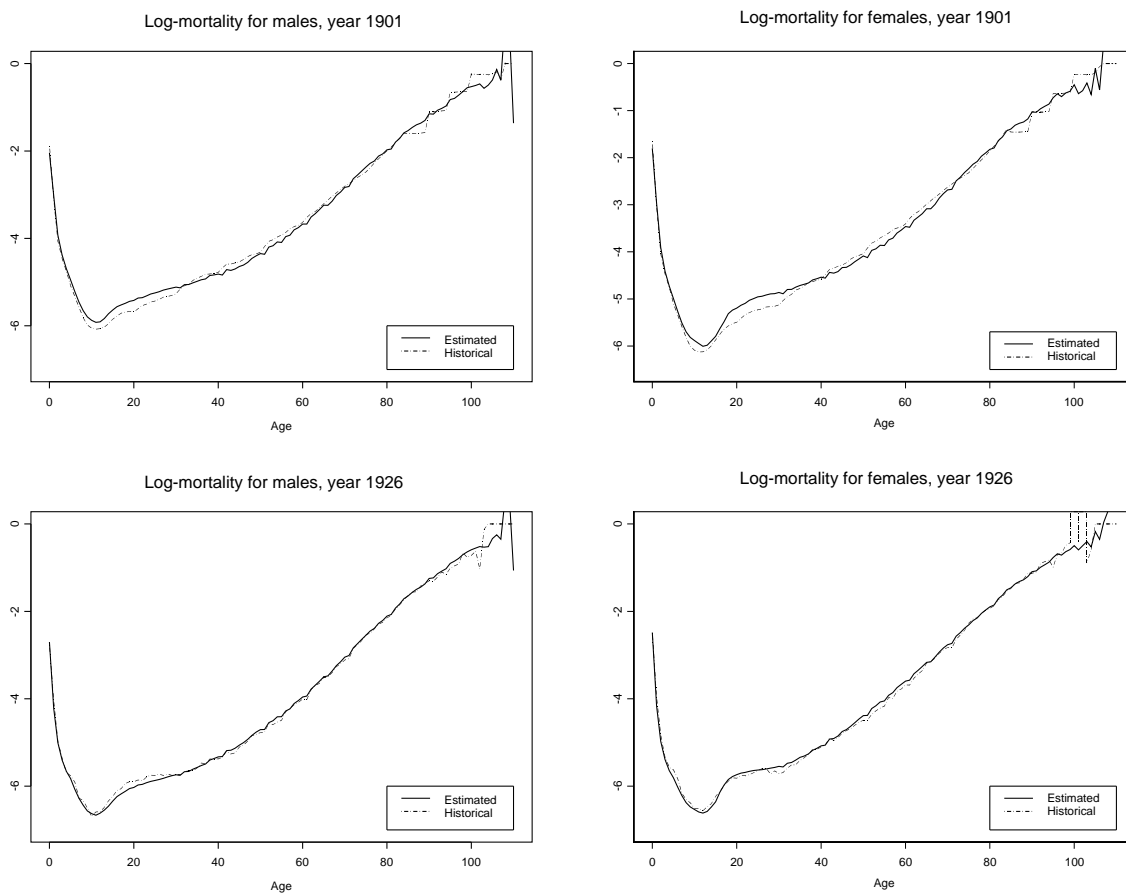 Log-mortality for males, year 1901
0
-2
-4
-6
0 20 40 60 80 100
Age
Estimated
Historical
Log-mortality for females, year 1901
0
-1
-2
-3
-4
-5
-6
0 20 40 60 80 100
Age
Estimated
Historical
Log-mortality for males, year 1926
0
-2
-4
-6
0 20 40 60 80 100
Age
Estimated
Historical
Log-mortality for females, year 1926
0
-2
-4
-6
0 20 40 60 80 100
Age
Estimated
Historical